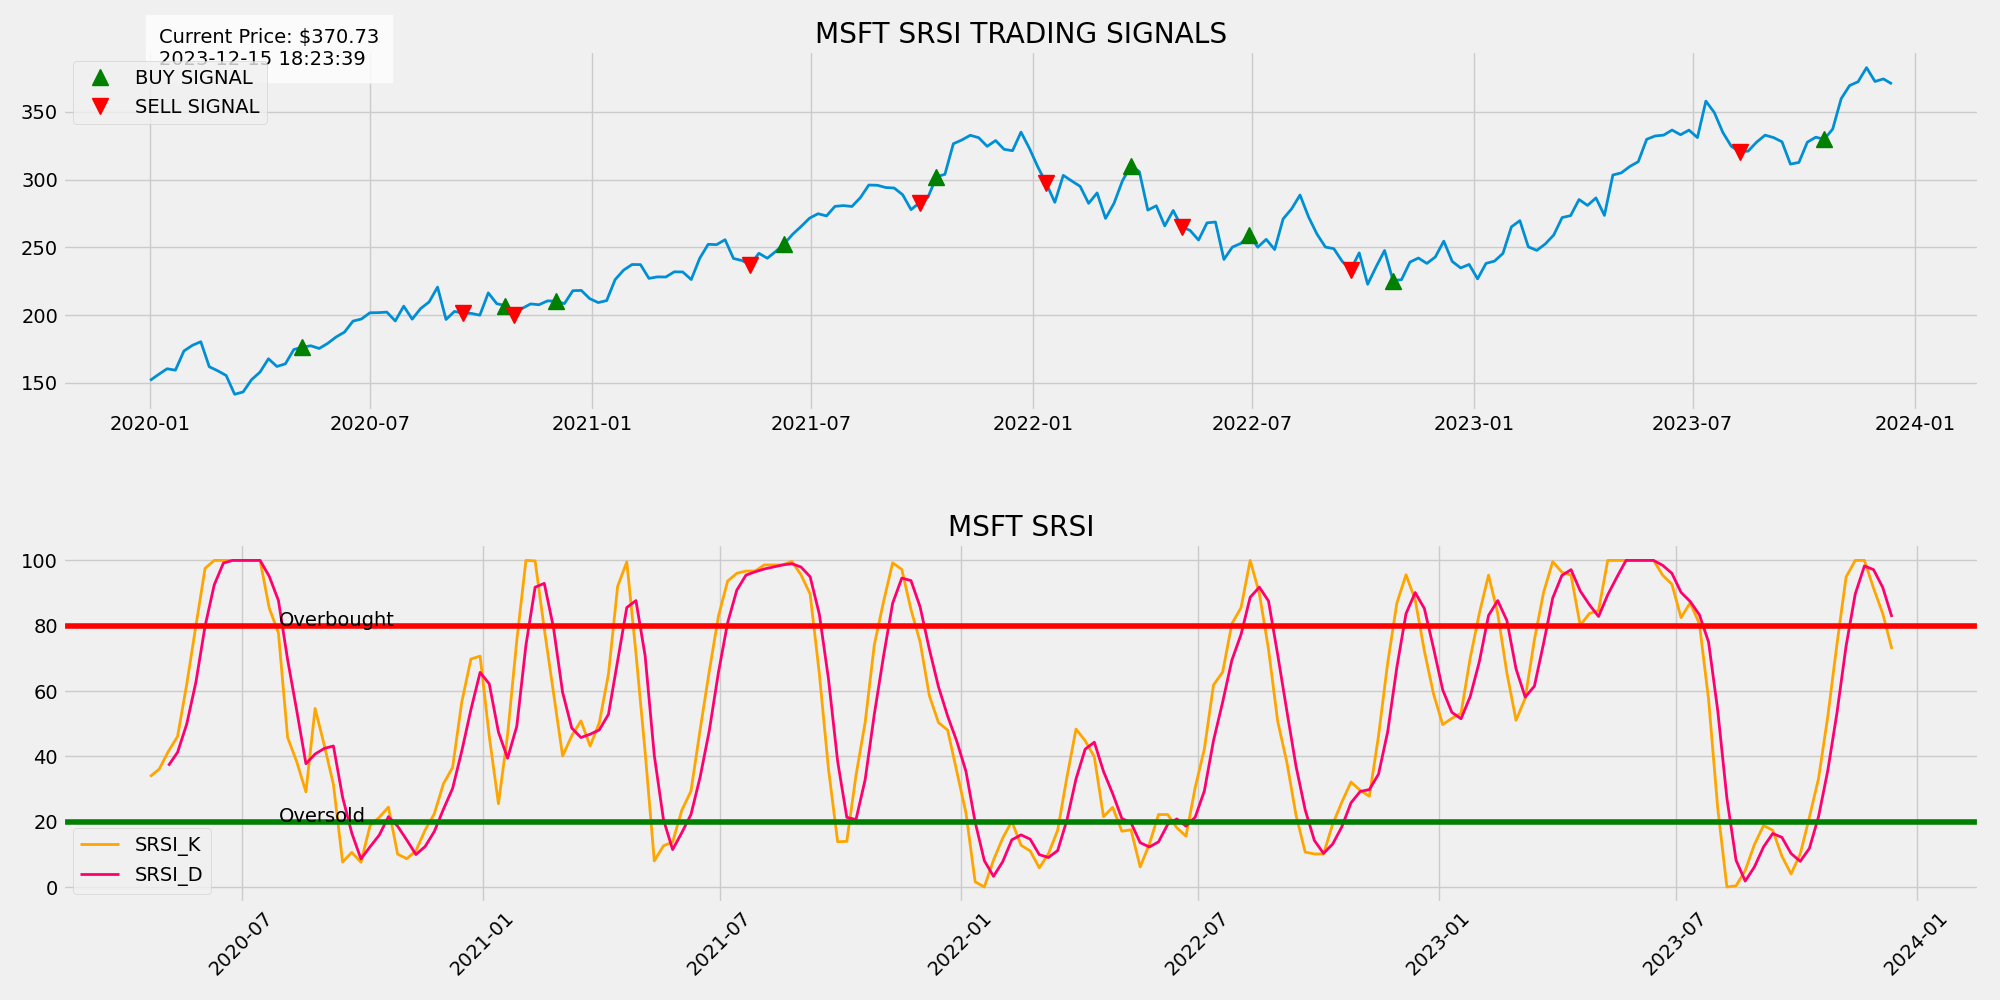 MSFT SRSI TRADING SIGNALS
Current Price: $370.73
2023-12-15 18:23:39
BUY SIGNAL
SELL SIGNAL
350
300
250
200
150
2020-01 2020-07 2021-01 2021-07 2022-01 2022-07 2023-01 2023-07 2024-01
MSFT SRSI
100
80
60
40
20
0
Overbought
Oversold
SRSI_K
SRSI_D
2020-07 2021-01 2021-07 2022-01 2022-07 2023-01 2023-07 2024-01